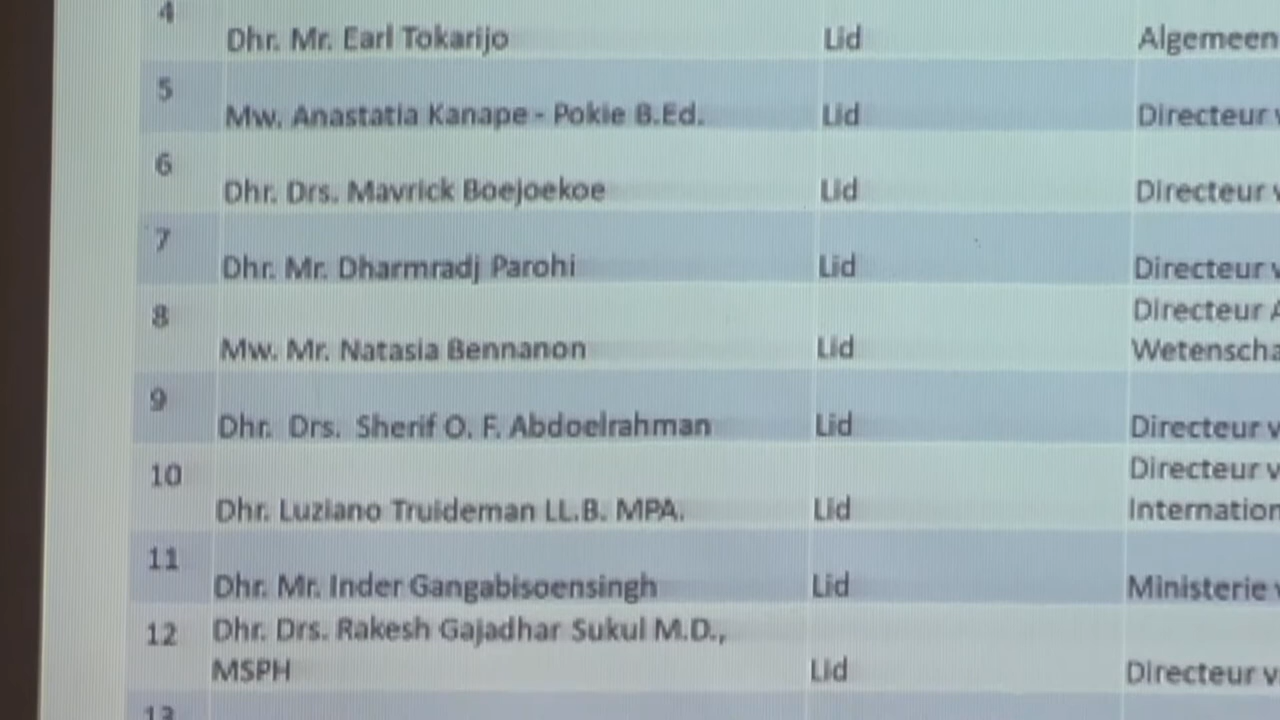 4
Dhr. Mr. Earl Tokarijo Lid Algemeen
5
Mw. Anastatia Kanape - Pokie B.Ed. Lid Directeur
6
Dhr. Drs. Mavrick Boejoekoe Lid Directeur
7
Dhr. Mr. Dharmradj Parohi Lid Directeur
8
Directeur
Mw. Mr. Natasia Bennanon Lid Wetenscha
9
Dhr. Drs. Sherif O. F. Abdoelrahman Lid Directeur
10
Directeur
Dhr. Luziano Truideman LL.B. MPA. Lid Internation
11
Dhr. Mr. Inder Gangabisoensingh Lid Ministerie
12 Dhr. Drs. Rakesh Gajadhar Sukul M.D.,
MSPH Lid Directeur
13